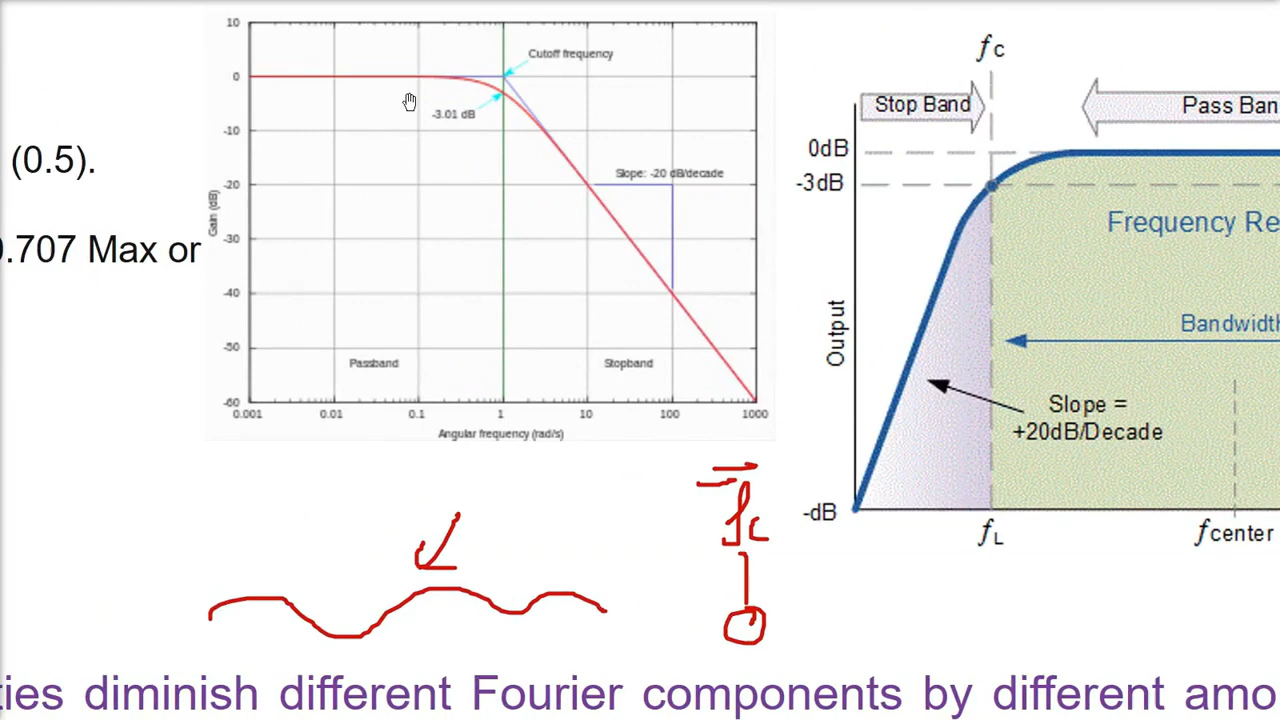 (0.5).
0.707 Max or
10
0
-10
-20
-30
-40
-50
-60
Gain (dB)
Cutoff frequency
-3.01 dB
Slope: -20 dB/decade
Passband
Stopband
0.001
0.01
0.1
1
10
100
1000
Angular frequency (rad/s)
fC
Stop Band
Pass Ban
0dB
-3dB
Frequency Re
Output
Bandwidth
Slope =
+20dB/Decade
-dB
fL
fcenter
fc
ties diminish different Fourier components by different amo